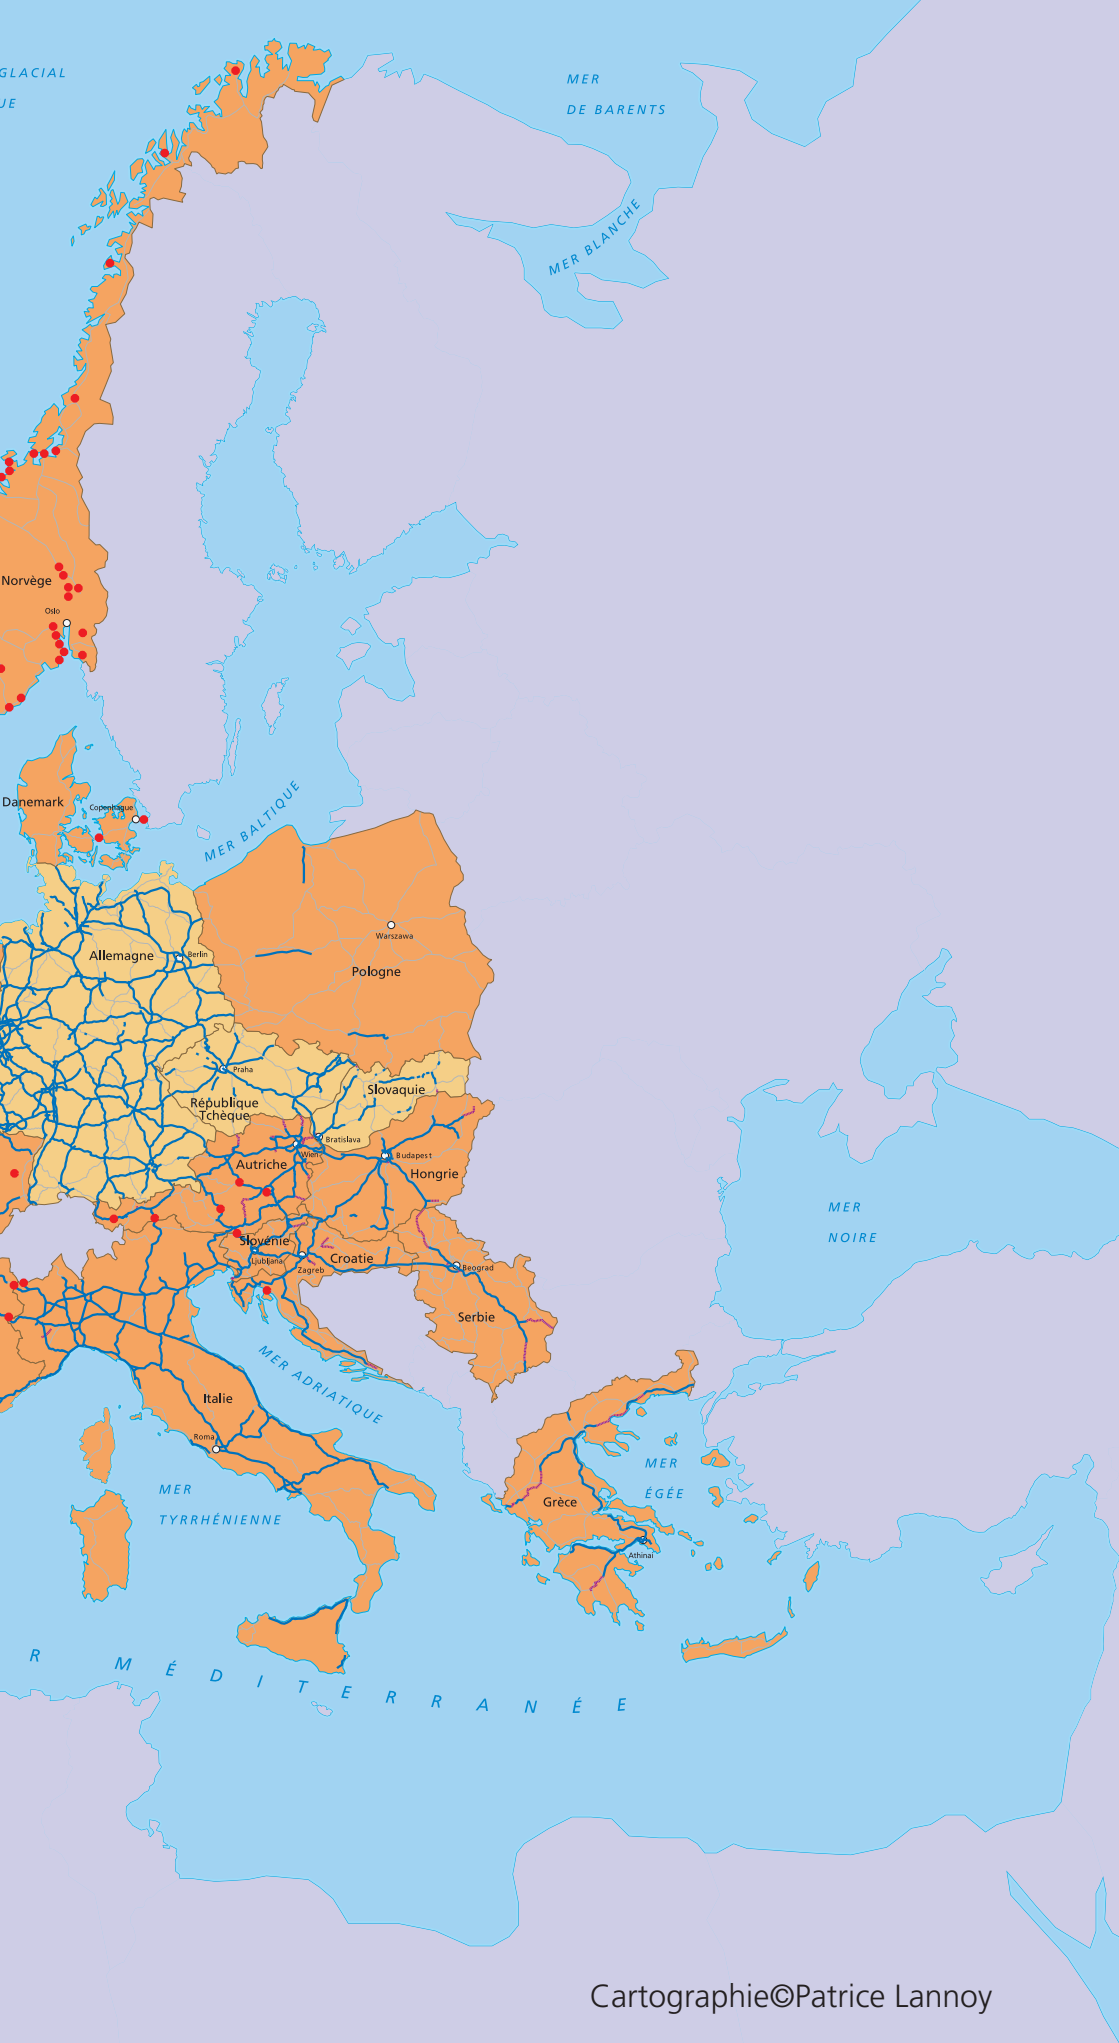 GLACIAL
UE
MER
DE BARENTS
MER BLANCHE
Norvège
Oslo
Danemark
Copenhague
MER BALTIQUE
Warszawa
Pologne
Allemagne
Berlin
Praha
République
Tchèque
Slovaquie
Bratislava
Wien
Autriche
Budapest
Hongrie
MER
NOIRE
Slovénie
Ljubljana
Zagreb
Croatie
Beograd
Serbie
MER ADRIATIQUE
Italie
Roma
MER
TYRRHÉNIENNE
MER
ÉGÉE
Grèce
Athinai
R MÉDITERRANÉE
Cartographie©Patrice Lannoy